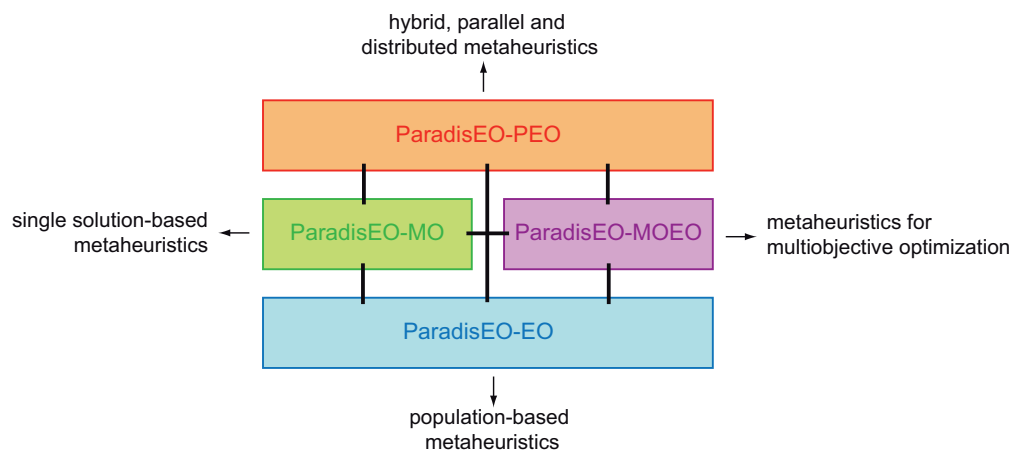 hybrid, parallel and
distributed metaheuristics
ParadisEO-PEO
single solution-based
metaheuristics
ParadisEO-MO
ParadisEO-MOEO
metaheuristics for
multiobjective optimization
ParadisEO-EO
population-based
metaheuristics